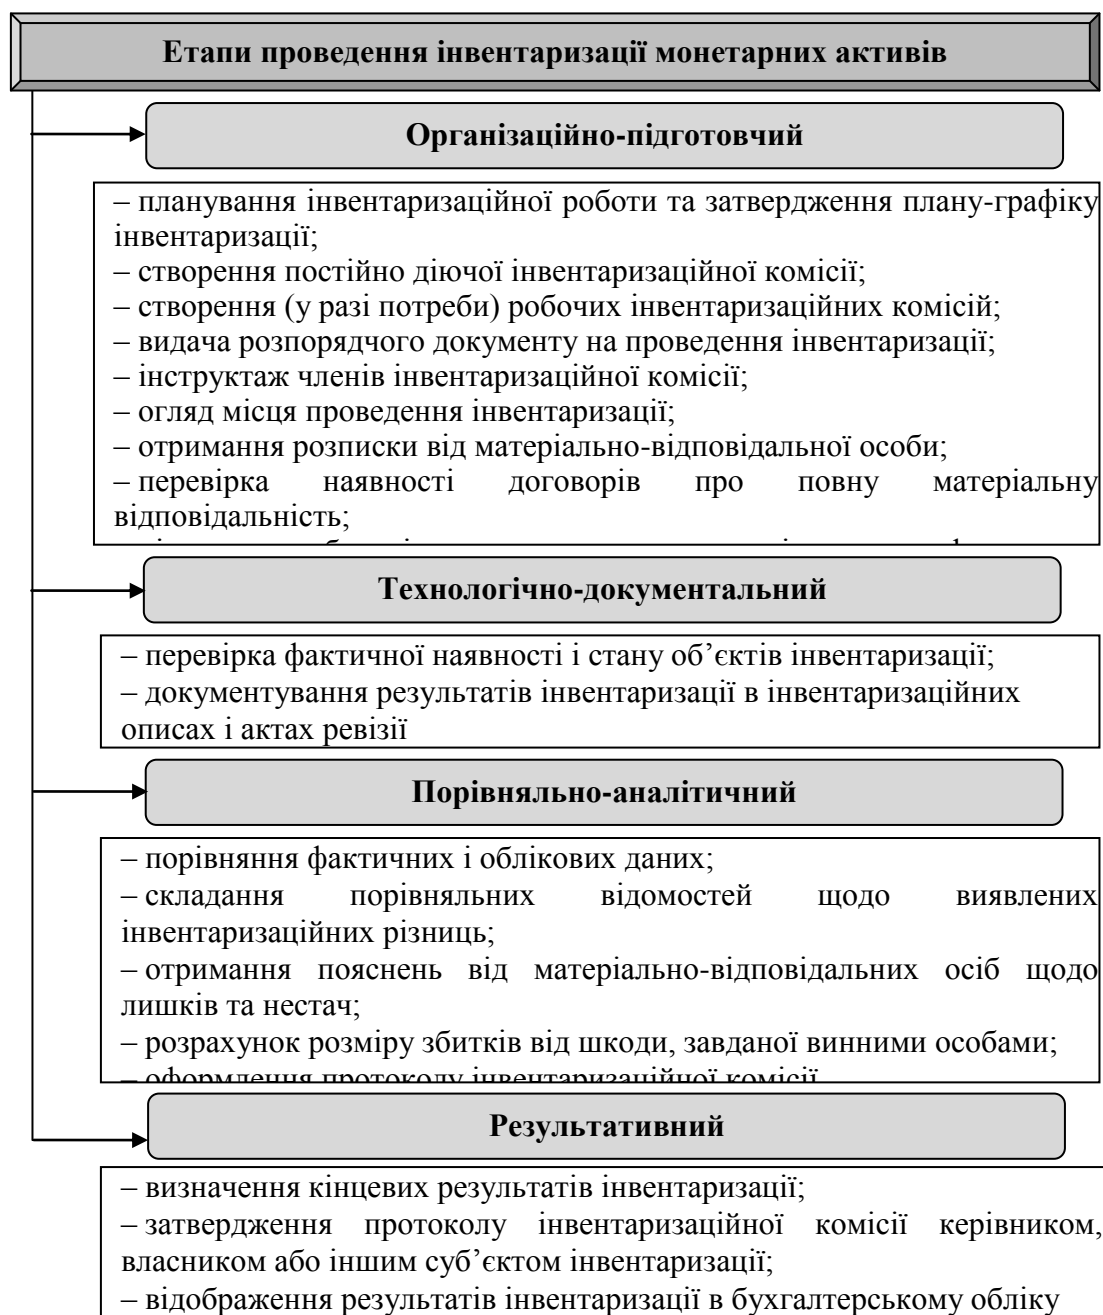 Етапи проведення інвентаризації монетарних активів
Організаційно-підготовчий
– планування інвентаризаційної роботи та затвердження плану-графіку
інвентаризації;
– створення постійно діючої інвентаризаційної комісії;
– створення (у разі потреби) робочих інвентаризаційних комісій;
– видача розпорядчого документу на проведення інвентаризації;
– інструктаж членів інвентаризаційної комісії;
– огляд місця проведення інвентаризації;
– отримання розписки від матеріально-відповідальної особи;
– перевірка наявності договорів про повну матеріальну
відповідальність;
Технологічно-документальний
– перевірка фактичної наявності і стану об’єктів інвентаризації;
– документування результатів інвентаризації в інвентаризаційних
описах і актах ревізії
Порівняльно-аналітичний
– порівняння фактичних і облікових даних;
– складання порівняльних відомостей щодо виявлених
інвентаризаційних різниць;
– отримання пояснень від матеріально-відповідальних осіб щодо
лишків та нестач;
– розрахунок розміру збитків від шкоди, завданої винними особами;
– оформлення протоколу інвентаризаційної комісії
Результативний
– визначення кінцевих результатів інвентаризації;
– затвердження протоколу інвентаризаційної комісії керівником,
власником або іншим суб’єктом інвентаризації;
– відображення результатів інвентаризації в бухгалтерському обліку